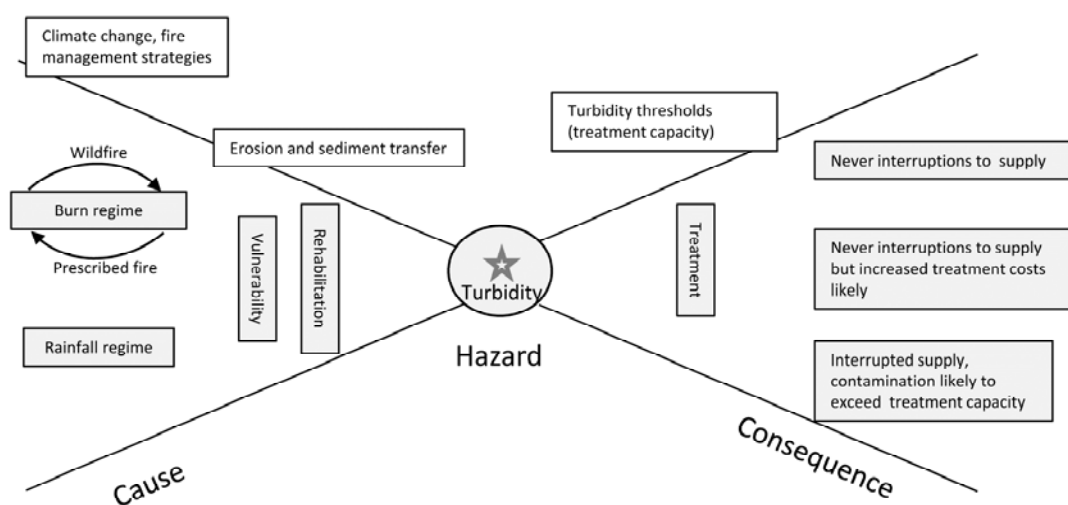 Climate change, fire
management strategies
Turbidity thresholds
(treatment capacity)
Erosion and sediment transfer
Wildfire
Burn regime
Prescribed fire
Rainfall regime
Vulnerability
Rehabilitation
Turbidity
Hazard
Treatment
Never interruptions to supply
Never interruptions to supply
but increased treatment costs
likely
Interrupted supply,
contamination likely to
exceed treatment capacity
Cause
Consequence